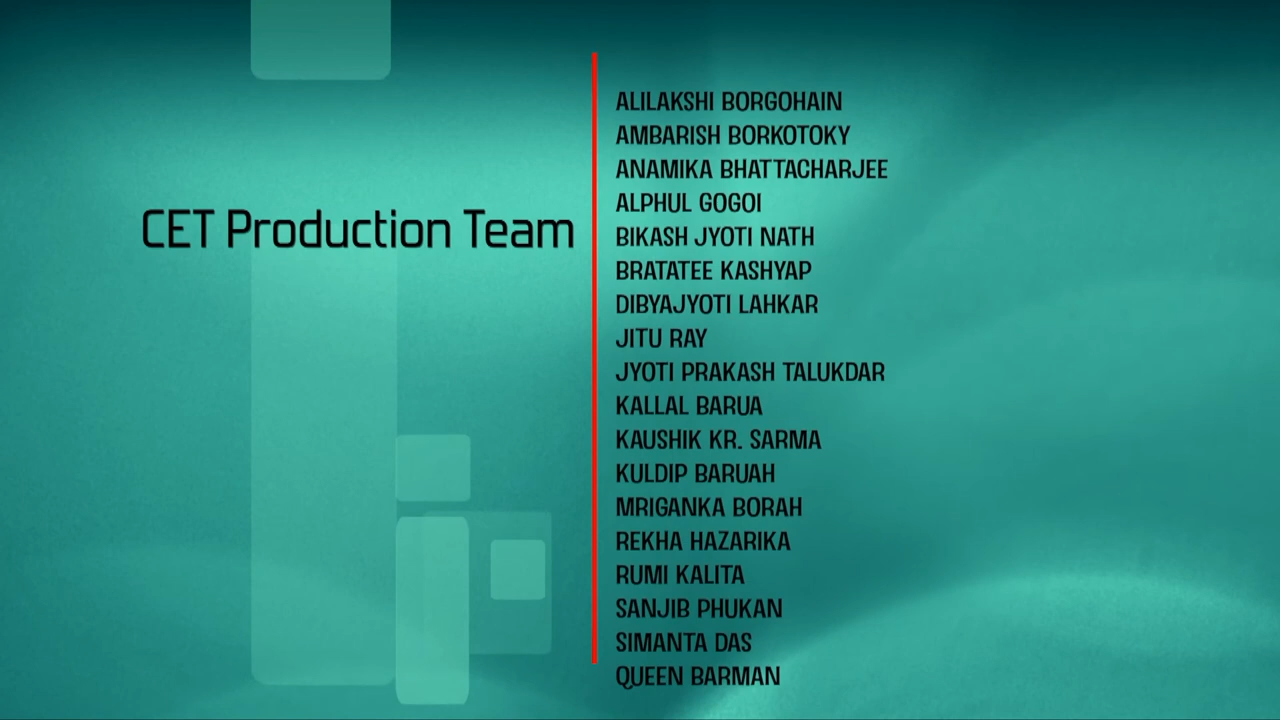 CET Production Team
ALILAKSHI BORGOHAIN
AMBARISH BORKOTOKY
ANAMIKA BHATTACHARJEE
ALPHUL GOGOI
BIKASH JYOTI NATH
BRATATEE KASHYAP
DIBYAJYOTI LAHKAR
JITU RAY
JYOTI PRAKASH TALUKDAR
KALLAL BARUA
KAUSHIK KR. SARMA
KULDIP BARUAH
MRIGANKA BORAH
REKHA HAZARIKA
RUMI KALITA
SANJIB PHUKAN
SIMANTA DAS
QUEEN BARMAN